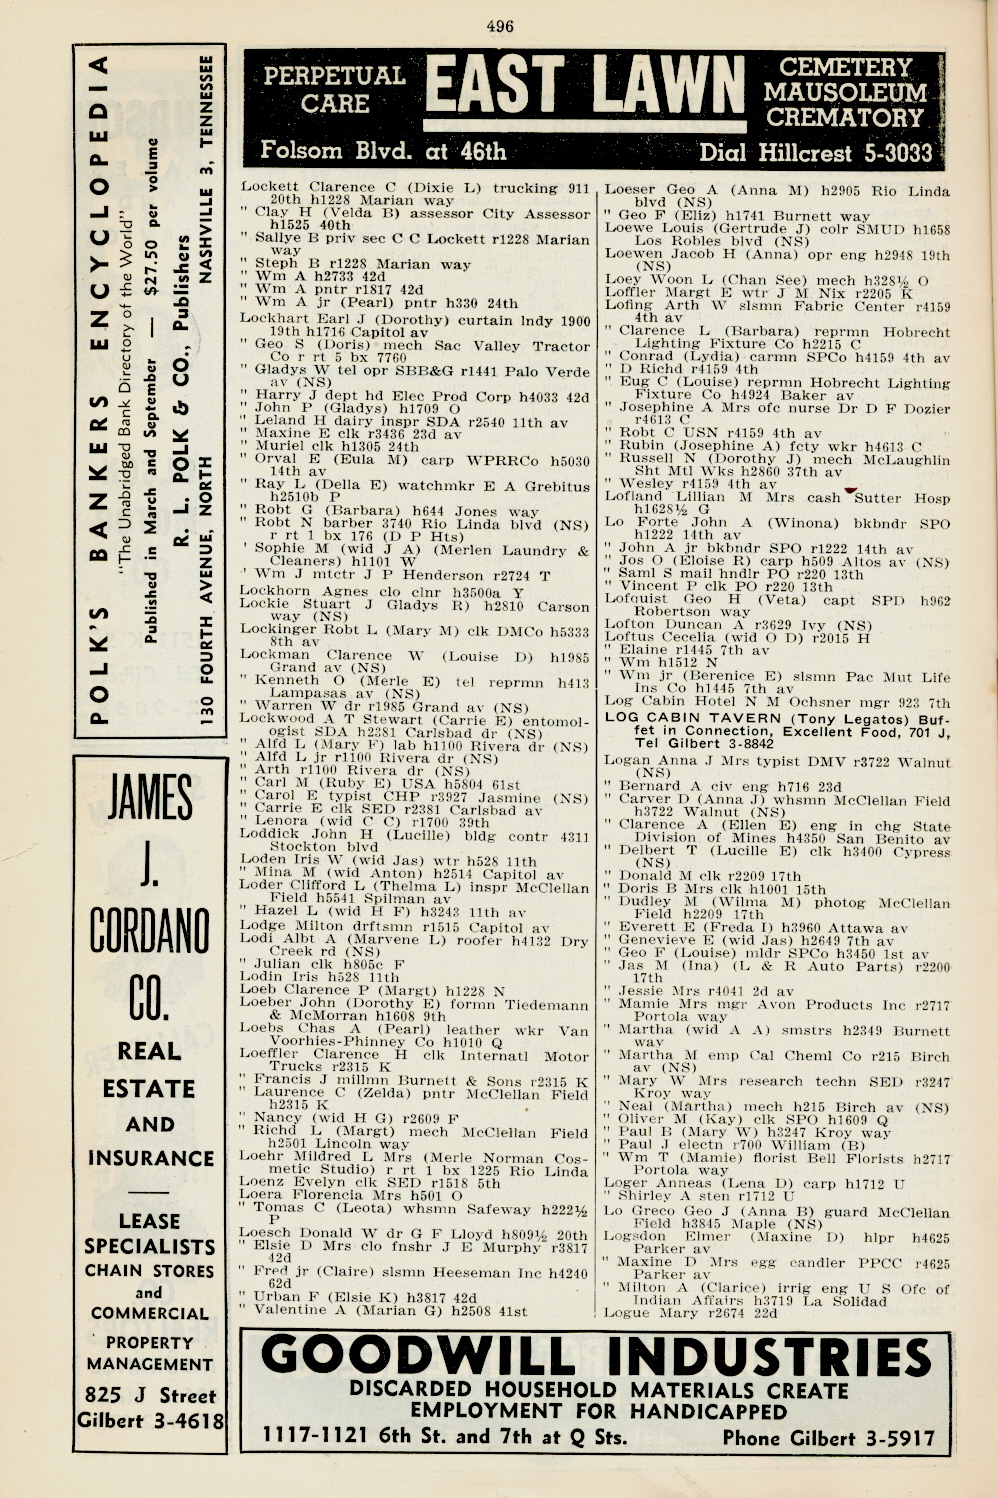 496
POLK'S BANKERS ENCYCLOPEDIA
"The Unabridged Bank Directory of the World"
Published in March and September — $27.50 per volume
R. L. POLK & CO., Publishers
130 FOURTH AVENUE, NORTH NASHVILLE 3, TENNESSEE
JAMES
J.
CORDANO
CO.
REAL
ESTATE
AND
INSURANCE
LEASE
SPECIALISTS
CHAIN STORES
and
COMMERCIAL
PROPERTY
MANAGEMENT
825 J Street
Gilbert 3-4618
PERPETUAL
CARE
EAST LAWN
CEMETERY
MAUSOLEUM
CREMATORY
Folsom Blvd. at 46th
Dial Hillcrest 5-3033
Lockett Clarence C (Dixie L) trucking 911
20th h1228 Marian way
" Clay H (Velda B) assessor City Assessor
h1525 40th
" Sallye B priv sec C C Lockett r1228 Marian
way
" Steph B r1228 Marian way
" Wm A h2733 42d
" Wm A pntr r1817 42d
" Wm A jr (Pearl) pntr h330 24th
Lockhart Earl J (Dorothy) curtain lndy 1900
19th h1716 Capitol av
" Geo S (Doris) mech Sac Valley Tractor
Co r rt 5 bx 7760
" Gladys W tel opr SBB&G r1441 Palo Verde
av (NS)
" Harry J dept hd Elec Prod Corp h4033 42d
" John P (Gladys) h1709 O
" Leland H dairy inspr SDA r2540 11th av
" Maxine E clk r3436 23d av
" Muriel clk h1305 24th
" Orval E (Eula M) carp WPRRCo h5030
14th av
" Ray L (Della E) watchmkr E A Grebitus
h2510b P
" Robt G (Barbara) h644 Jones way
" Robt N barber 3740 Rio Linda blvd (NS)
r rt 1 bx 176 (D P Hts)
' Sophie M (wid J A) (Merlen Laundry &
Cleaners) h1101 W
' Wm J mtctr J P Henderson r2724 T
Lockhorn Agnes clo clnr h3500a Y
Lockie Stuart J Gladys R) h2810 Carson
way (NS)
Lockinger Robt L (Mary M) clk DMCo h5333
8th av
Lockman Clarence W (Louise D) h1985
Grand av (NS)
" Kenneth O (Merle E) tel reprmn h413
Lampasas av (NS)
" Warren W dr r1985 Grand av (NS)
Lockwood A T Stewart (Carrie E) entomol-
ogist SDA h2381 Carlsbad dr (NS)
" Alfd L (Mary F) lab h1100 Rivera dr (NS)
" Alfd L jr r1100 Rivera dr (NS)
" Arth r1100 Rivera dr (NS)
" Carl M (Ruby E) USA h5804 61st
" Carol E typist CHP r3927 Jasmine (NS)
" Carrie E clk SED r2381 Carlsbad av
" Lenora (wid C C) r1700 39th
Loddick John H (Lucille) bldg contr 4311
Stockton blvd
Loden Iris W (wid Jas) wtr h528 11th
" Mina M (wid Anton) h2514 Capitol av
Loder Clifford L (Thelma L) inspr McClellan
Field h5541 Spilman av
" Hazel L (wid H F) h3243 11th av
Lodge Milton drftsmn r1515 Capitol av
Lodi Albt A (Marvene L) roofer h4132 Dry
Creek rd (NS)
" Julian clk h805c F
Lodin Iris h528 11th
Loeb Clarence P (Margt) h1228 N
Loeber John (Dorothy E) formn Tiedemann
& McMorran h1608 9th
Loebs Chas A (Pearl) leather wkr Van
Voorhies-Phinney Co h1010 Q
Loeffler Clarence H clk Internatl Motor
Trucks r2315 K
" Francis J millmn Burnett & Sons r2315 K
" Laurence C (Zelda) pntr McClellan Field
h2315 K
" Nancy (wid H G) r2609 F
" Richd L (Margt) mech McClellan Field
h2501 Lincoln way
Loehr Mildred L Mrs (Merle Norman Cos-
metic Studio) r rt 1 bx 1225 Rio Linda
Loenz Evelyn clk SED r1518 5th
Loera Florencia Mrs h501 O
" Tomas C (Leota) whsmn Safeway h222½
P
Loesch Donald W dr G F Lloyd h809½ 20th
" Elsie D Mrs clo fnshr J E Murphy r3817
42d
" Fred jr (Claire) slsmn Heeseman Inc h4240
62d
" Urban F (Elsie K) h3817 42d
" Valentine A (Marian G) h2508 41st
Loeser Geo A (Anna M) h2905 Rio Linda
blvd (NS)
" Geo F (Eliz) h1741 Burnett way
Loewe Louis (Gertrude J) colr SMUD h1658
Los Robles blvd (NS)
Loewen Jacob H (Anna) opr eng h2948 19th
(NS)
Loey Woon L (Chan See) mech h328½ O
Loffler Margt E wtr J M Nix r2205 K
Lofing Arth W slsmn Fabric Center r4159
4th av
" Clarence L (Barbara) reprmn Hobrecht
Lighting Fixture Co h2215 C
" Conrad (Lydia) carmn SPCo h4159 4th av
" D Richd r4159 4th
" Eug C (Louise) reprmn Hobrecht Lighting
Fixture Co h4924 Baker av
" Josephine A Mrs ofc nurse Dr D F Dozier
r4613 C
" Robt C USN r4159 4th av
" Rubin (Josephine A) fcty wkr h4613 C
" Russell N (Dorothy J) mech McLaughlin
Sht Mtl Wks h2860 37th av
" Wesley r4159 4th av
Lofland Lillian M Mrs cash Sutter Hosp
h1628½ G
Lo Forte John A (Winona) bkbndr SPO
h1222 14th av
" John A jr bkbndr SPO r1222 14th av
" Jos O (Eloise R) carp h509 Altos av (NS)
" Saml S mail hndlr PO r220 13th
" Vincent P clk PO r220 13th
Lofquist Geo H (Veta) capt SPD h962
Robertson way
Lofton Duncan A r3629 Ivy (NS)
Loftus Cecelia (wid O D) r2015 H
" Elaine r1445 7th av
" Wm h1512 N
" Wm jr (Berenice E) slsmn Pac Mut Life
Ins Co h1445 7th av
Log Cabin Hotel N M Ochsner mgr 923 7th
LOG CABIN TAVERN (Tony Legatos) Buf-
fet in Connection, Excellent Food, 701 J,
Tel Gilbert 3-8842
Logan Anna J Mrs typist DMV r3722 Walnut
(NS)
" Bernard A civ eng h716 23d
" Carver D (Anna J) whsmn McClellan Field
h3722 Walnut (NS)
" Clarence A (Ellen E) eng in chg State
Division of Mines h4350 San Benito av
" Delbert T (Lucille E) clk h3400 Cypress
(NS)
" Donald M clk r2209 17th
" Doris B Mrs clk h1001 15th
" Dudley M (Wilma M) photog McClellan
Field h2209 17th
" Everett E (Freda I) h3960 Attawa av
" Genevieve E (wid Jas) h2649 7th av
" Geo F (Louise) mldr SPCo h3450 1st av
" Jas M (Ina) (L & R Auto Parts) r2200
17th
" Jessie Mrs r4041 2d av
" Mamie Mrs mgr Avon Products Inc r2717
Portola way
" Martha (wid A A) smstrs h2349 Burnett
way
" Martha M emp Cal Cheml Co r215 Birch
av (NS)
" Mary W Mrs research techn SED r3247
Kroy way
" Neal (Martha) mech h215 Birch av (NS)
" Oliver M (Kay) clk SPO h1609 Q
" Paul B (Mary W) h3247 Kroy way
" Paul J electn r700 William (B)
" Wm T (Mamie) florist Bell Florists h2717
Portola way
Loger Anneas (Lena D) carp h1712 U
" Shirley A sten r1712 U
Lo Greco Geo J (Anna B) guard McClellan
Field h3845 Maple (NS)
Logsdon Elmer (Maxine D) hlpr h4625
Parker av
" Maxine D Mrs egg candler PPCC r4625
Parker av
" Milton A (Clarice) irrig eng U S Ofc of
Indian Affairs h3719 La Solidad
Logue Mary r2674 22d
GOODWILL INDUSTRIES
DISCARDED HOUSEHOLD MATERIALS CREATE
EMPLOYMENT FOR HANDICAPPED
1117-1121 6th St. and 7th at Q Sts.
Phone Gilbert 3-5917